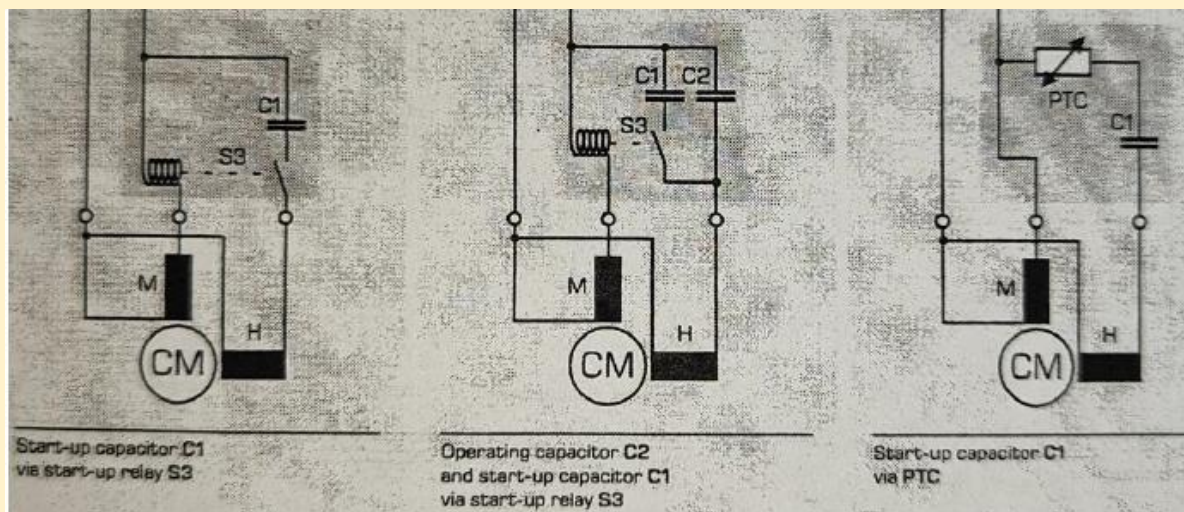 C1
S3
M
H
CM
Start-up capacitor C1
via start-up relay S3
C1 C2
S3
M
H
CM
Operating capacitor C2
and start-up capacitor C1
via start-up relay S3
PTC
C1
M
H
CM
Start-up capacitor C1
via PTC